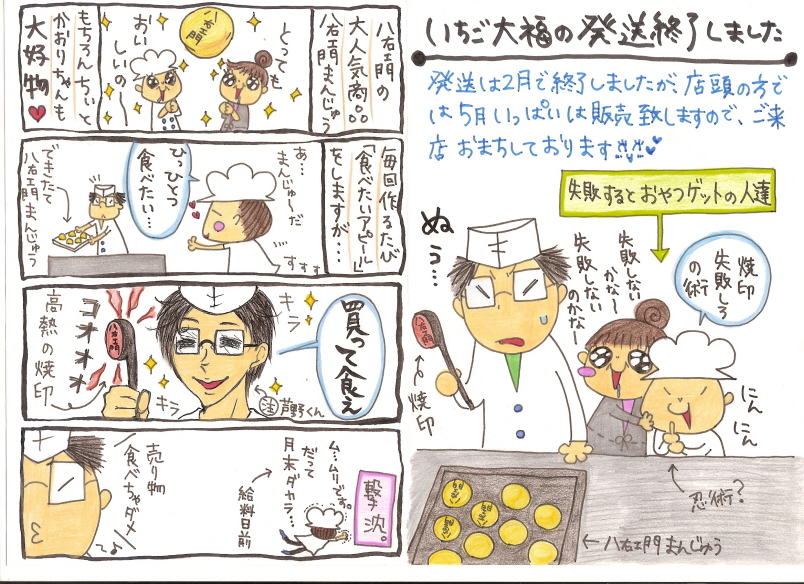 いちご大福の発送終了しました
発送は2月で終了しましたが、店頭の方で
は5月いっぱいは販売致しますので、ご来
店おまちしております!!
失敗するとおやつゲットの人達
焼印
失敗しろ
の術
失敗しない
かなー
失敗しない
のかなー
ぬぅ…
八右ヱ門
←焼印
にん
にん
忍術?
←八右ヱ門まんじゅう
八右ヱ門の
大人気商品
八右ヱ門まんじゅう
八右ヱ門
とっても
おいしいの
もちろんちぃと
かおりちゃんも
大好物♥
毎回作るたび
「食べたいアピール」
をしますが…
あ…
まんじゅーだ
すすす
ひっひとつ
食べたい…
できたて
八右ヱ門まんじゅう
買って食え
キラ
キラ
注
芦野くん
八右ヱ門
コオオオ
高熱の焼印
撃沈。
ム…ムリです。
だって
月末ダカラ…
給料日前
売り物
食べちゃダメ
でしょ